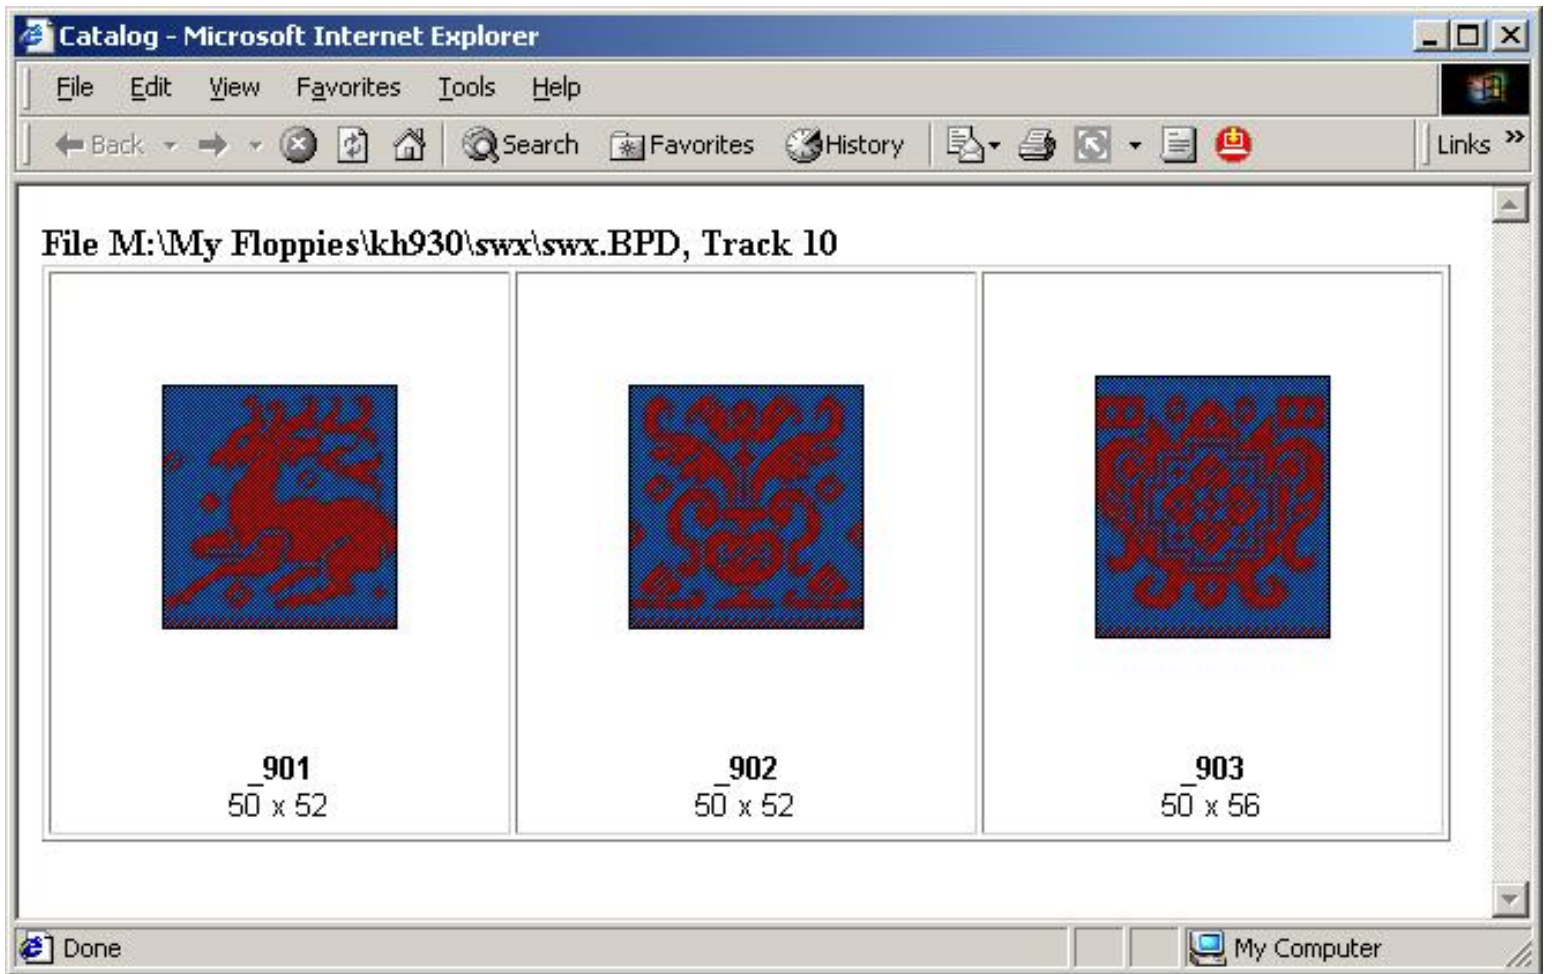 Catalog - Microsoft Internet Explorer
File Edit View Favorites Tools Help
Back Search Favorites History Links »
File M:\My Floppies\kh930\swx\swx.BPD, Track 10
_901 _902 _903
50 x 52 50 x 52 50 x 56
Done My Computer